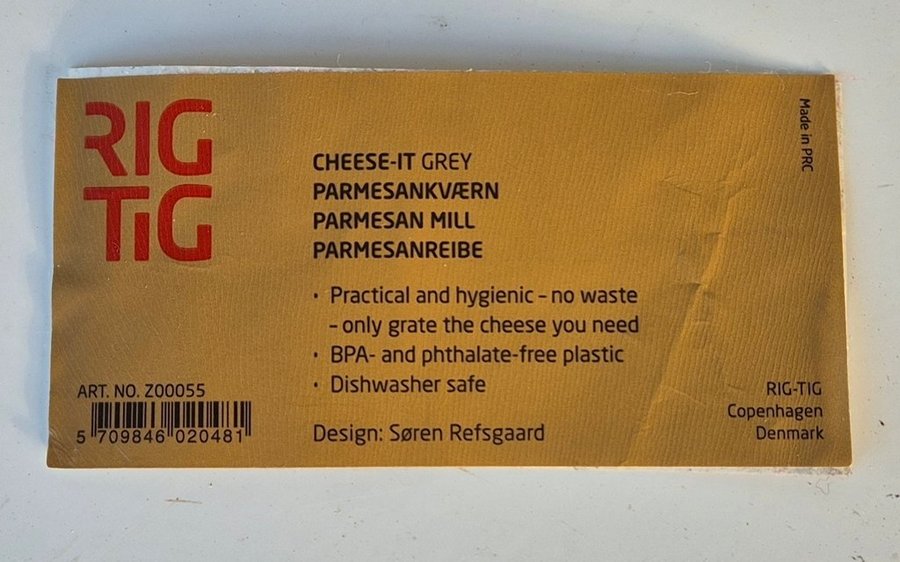 RIG
TIG
Made in PRC
CHEESE-IT GREY
PARMESANKVÆRN
PARMESAN MILL
PARMESANREIBE
• Practical and hygienic – no waste
– only grate the cheese you need
• BPA- and phthalate-free plastic
• Dishwasher safe
Design: Søren Refsgaard
ART. NO. Z00055
5 709846 020481
RIG-TIG
Copenhagen
Denmark